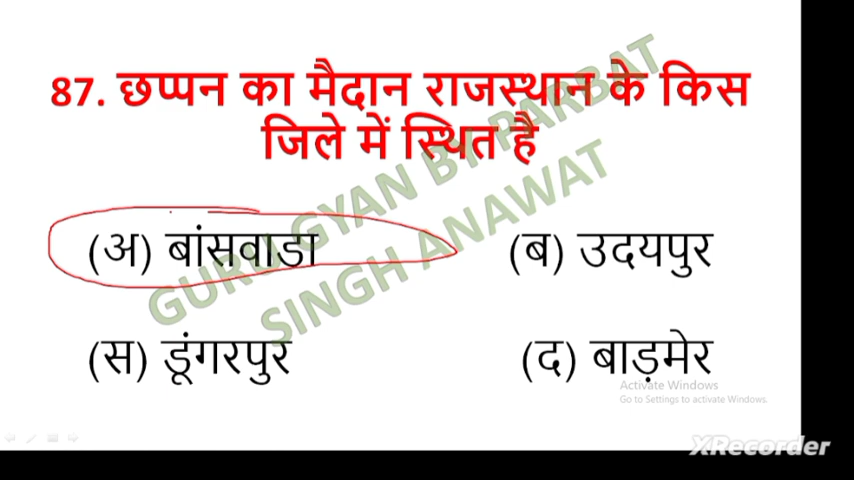 87. छप्पन का मैदान राजस्थान के किस
जिले में स्थित है
(अ) बांसवाडा
(ब) उदयपुर
(स) डूंगरपुर
(द) बाड़मेर
GURU GYAN BY PARBAT
SINGH ANAWAT
Activate Windows
Go to Settings to activate Windows.
XRecorder